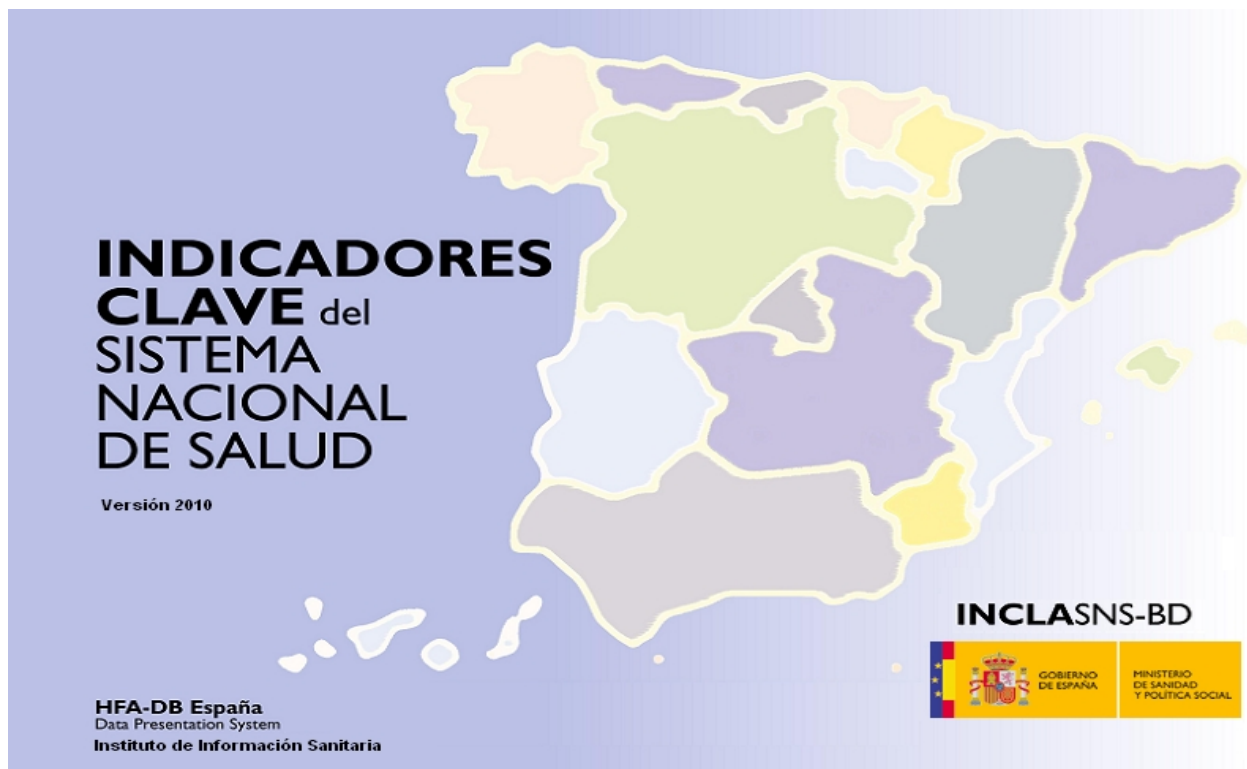 INDICADORES
CLAVE del
SISTEMA
NACIONAL
DE SALUD
Versión 2010
INCLASNS-BD
GOBIERNO
DE ESPAÑA
MINISTERIO
DE SANIDAD
Y POLÍTICA SOCIAL
HFA-DB España
Data Presentation System
Instituto de Información Sanitaria